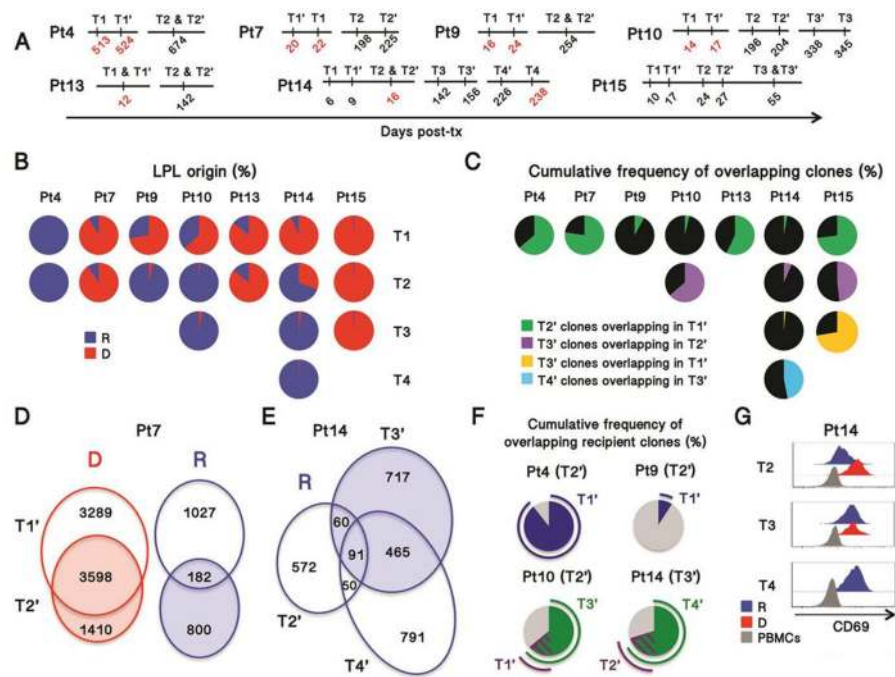 A
Pt4 T1 T1' T2 & T2' Pt7 T1' T1 T2 T2' Pt9 T1 T1' T2 & T2' Pt10 T1 T1' T2 T2' T3' T3
513 524 674 20 22 198 225 16 24 254 14 17 196 204 338 345
Pt13 T1 & T1' T2 & T2' Pt14 T1 T1' T2 & T2' T3 T3' T4' T4 Pt15 T1 T1' T2 T2' T3 &T3'
12 142 6 9 16 142 156 226 238 10 17 24 27 55
Days post-tx
B
LPL origin (%)
Pt4 Pt7 Pt9 Pt10 Pt13 Pt14 Pt15
T1
T2
T3
T4
R
D
C
Cumulative frequency of overlapping clones (%)
Pt4 Pt7 Pt9 Pt10 Pt13 Pt14 Pt15
T2' clones overlapping in T1'
T3' clones overlapping in T2'
T3' clones overlapping in T1'
T4' clones overlapping in T3'
D
Pt7
D R
T1' 3289 1027
3598 182
T2' 1410 800
E
Pt14 T3'
R 717
60
572 91 465
50
T2' 791
T4'
F
Cumulative frequency of
overlapping recipient clones (%)
Pt4 (T2') Pt9 (T2')
T1' T1'
Pt10 (T2') Pt14 (T3')
T3' T4'
T1' T2'
G
Pt14
T2
T3
T4
R
D
PBMCs
CD69